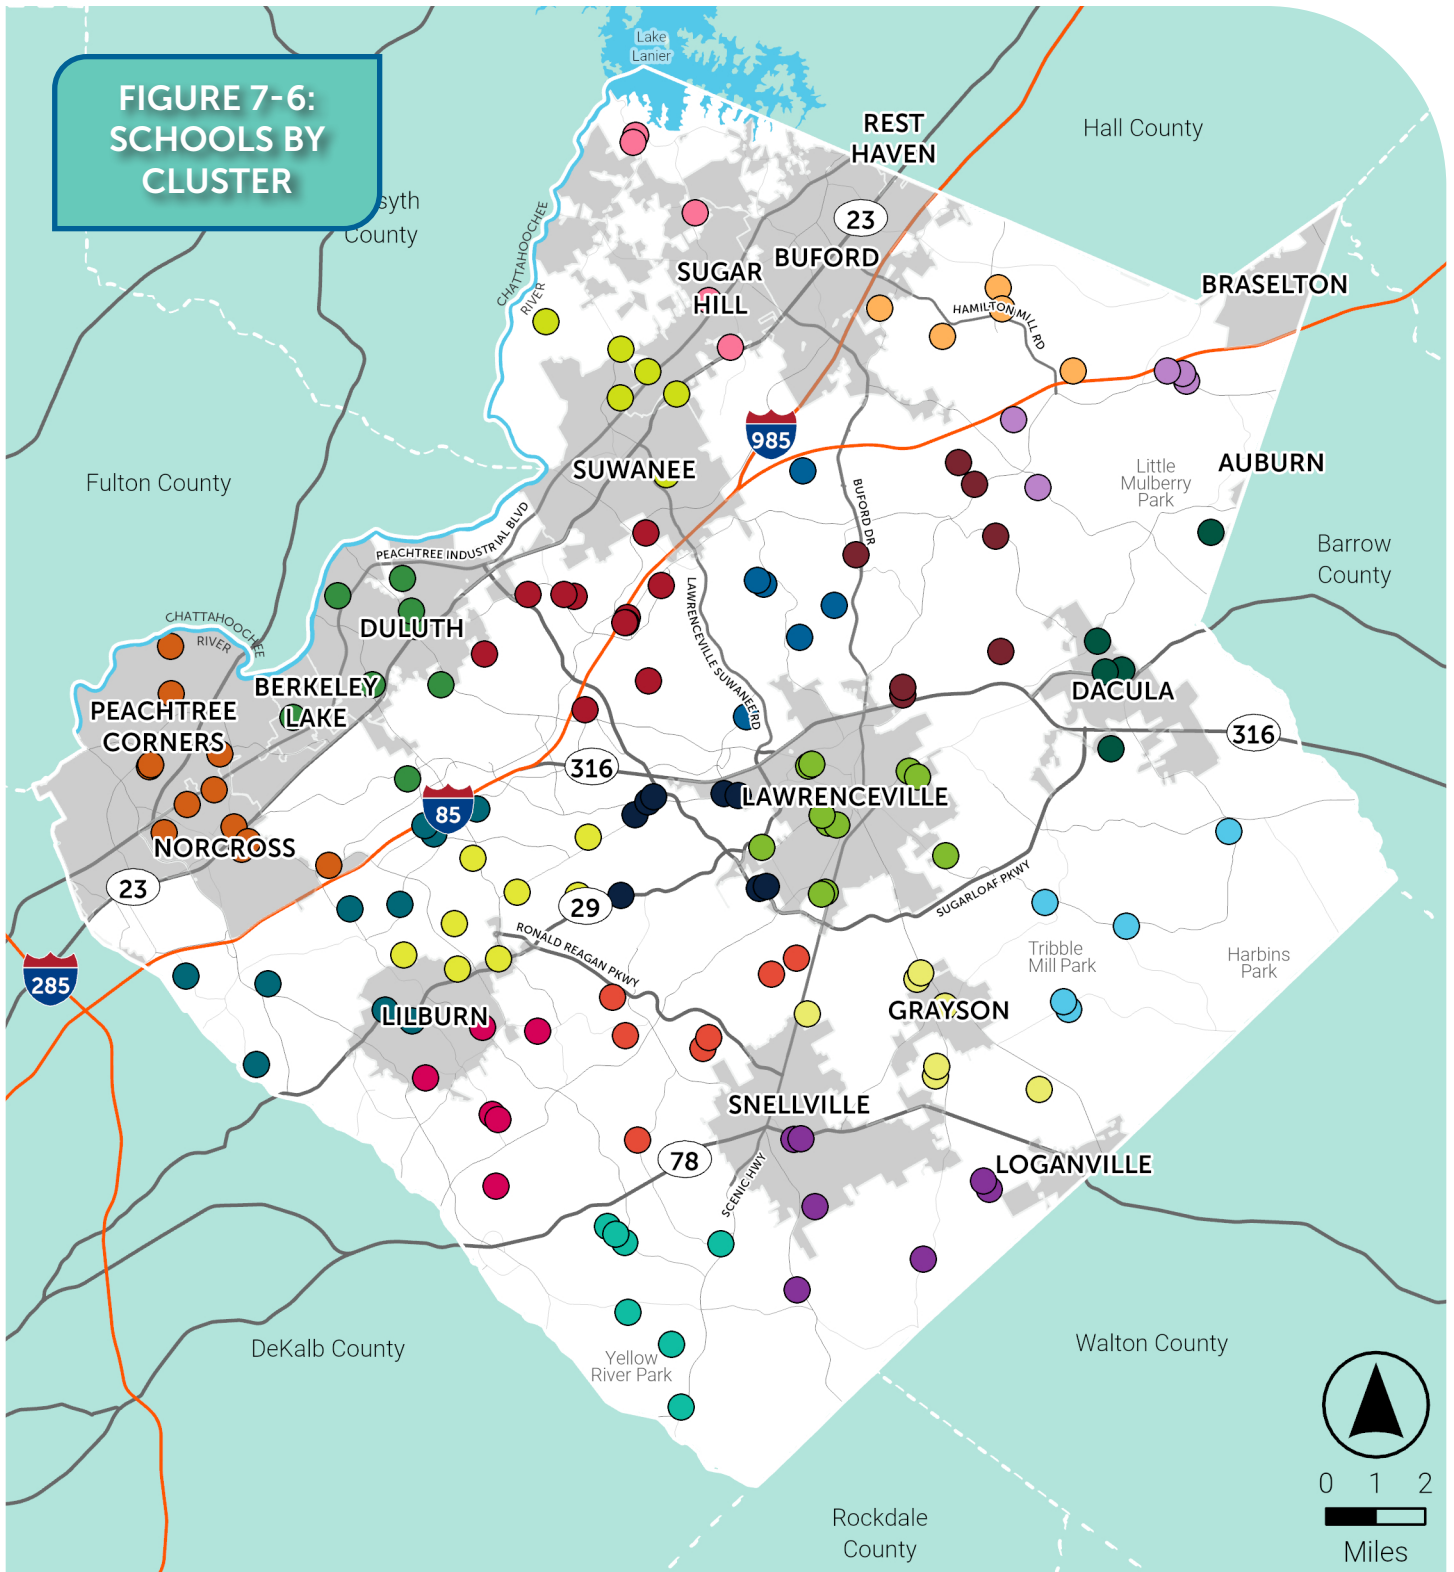 Lake
Lanier
FIGURE 7-6:
SCHOOLS BY
CLUSTER
REST
HAVEN
Hall County
syth
County
CHATTAHOOCHEE
RIVER
23
BUFORD
SUGAR
HILL
BRASELTON
HAMILTON MILL RD
985
SUWANEE
Fulton County
Little
Mulberry
Park
AUBURN
BUFORD DR
PEACHTREE INDUSTRIAL BLVD
Barrow
County
LAWRENCEVILLE SUWANEE RD
CHATTAHOOCHEE
RIVER
DULUTH
BERKELEY
LAKE
DACULA
PEACHTREE
CORNERS
316
316
LAWRENCEVILLE
85
NORCROSS
23
29
SUGARLOAF PKWY
RONALD REAGAN PKWY
Tribble
Mill Park
Harbins
Park
285
LILBURN
GRAYSON
SNELLVILLE
78
LOGANVILLE
SCENIC HWY
DeKalb County
Yellow
River Park
Walton County
0 1 2
Miles
Rockdale
County